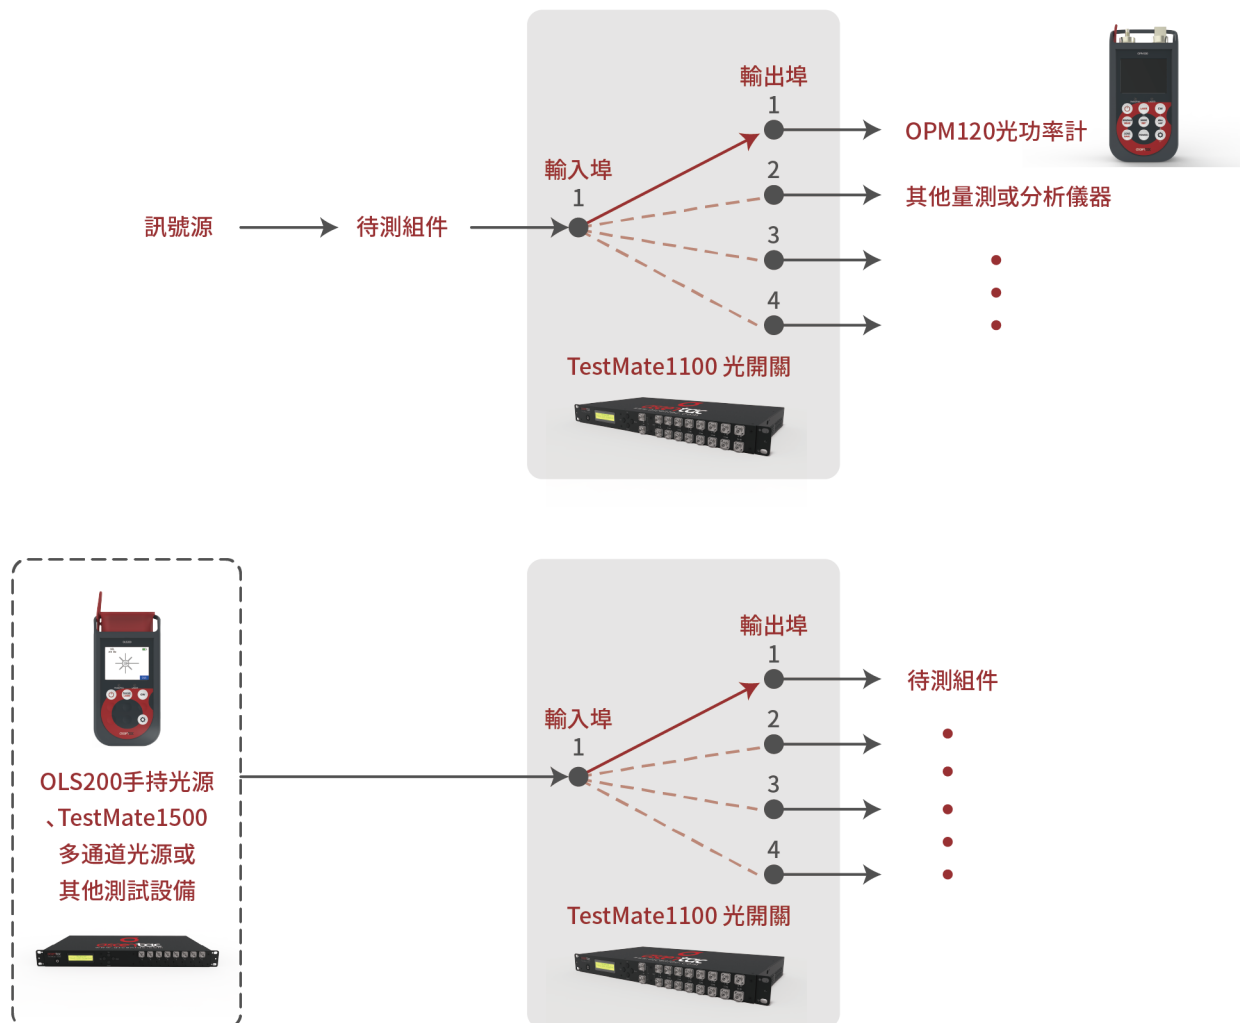 輸出埠
1
OPM120光功率計
輸入埠
1
2
其他量測或分析儀器
訊號源
待測組件
3
4
TestMate1100 光開關
輸出埠
1
待測組件
輸入埠
1
2
3
4
OLS200手持光源
、TestMate1500
多通道光源或
其他測試設備
TestMate1100 光開關